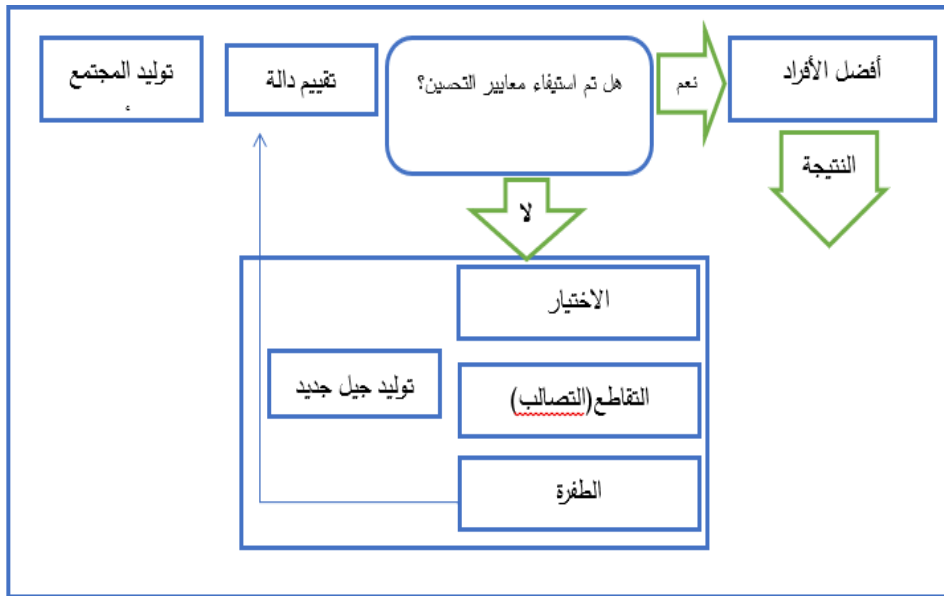 توليد المجتمع
تقييم دالة
هل تم استيفاء معايير التحسين؟
نعم
أفضل الأفراد
النتيجة
لا
الاختيار
توليد جيل جديد
التقاطع(التصالب)
الطفرة